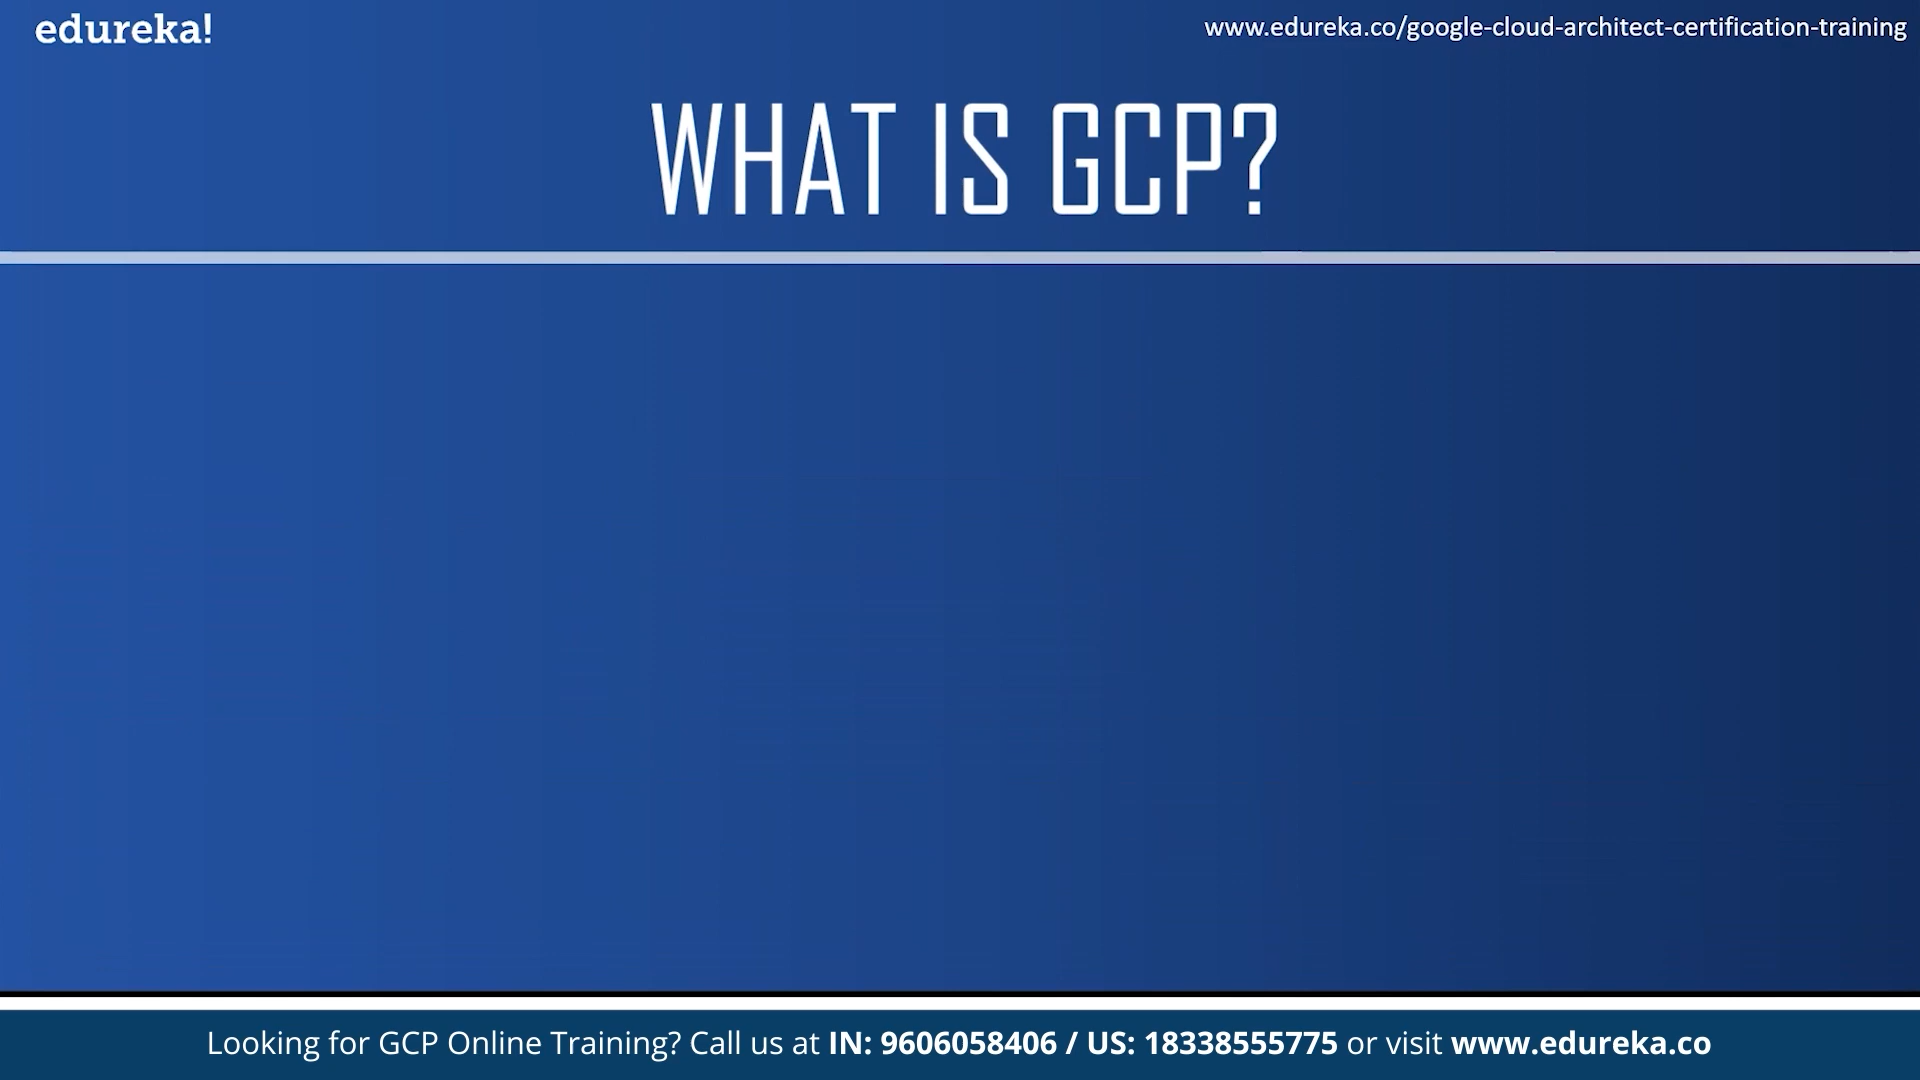 edureka!
www.edureka.co/google-cloud-architect-certification-training
WHAT IS GCP?
Looking for GCP Online Training? Call us at IN: 9606058406 / US: 18338555775 or visit www.edureka.co